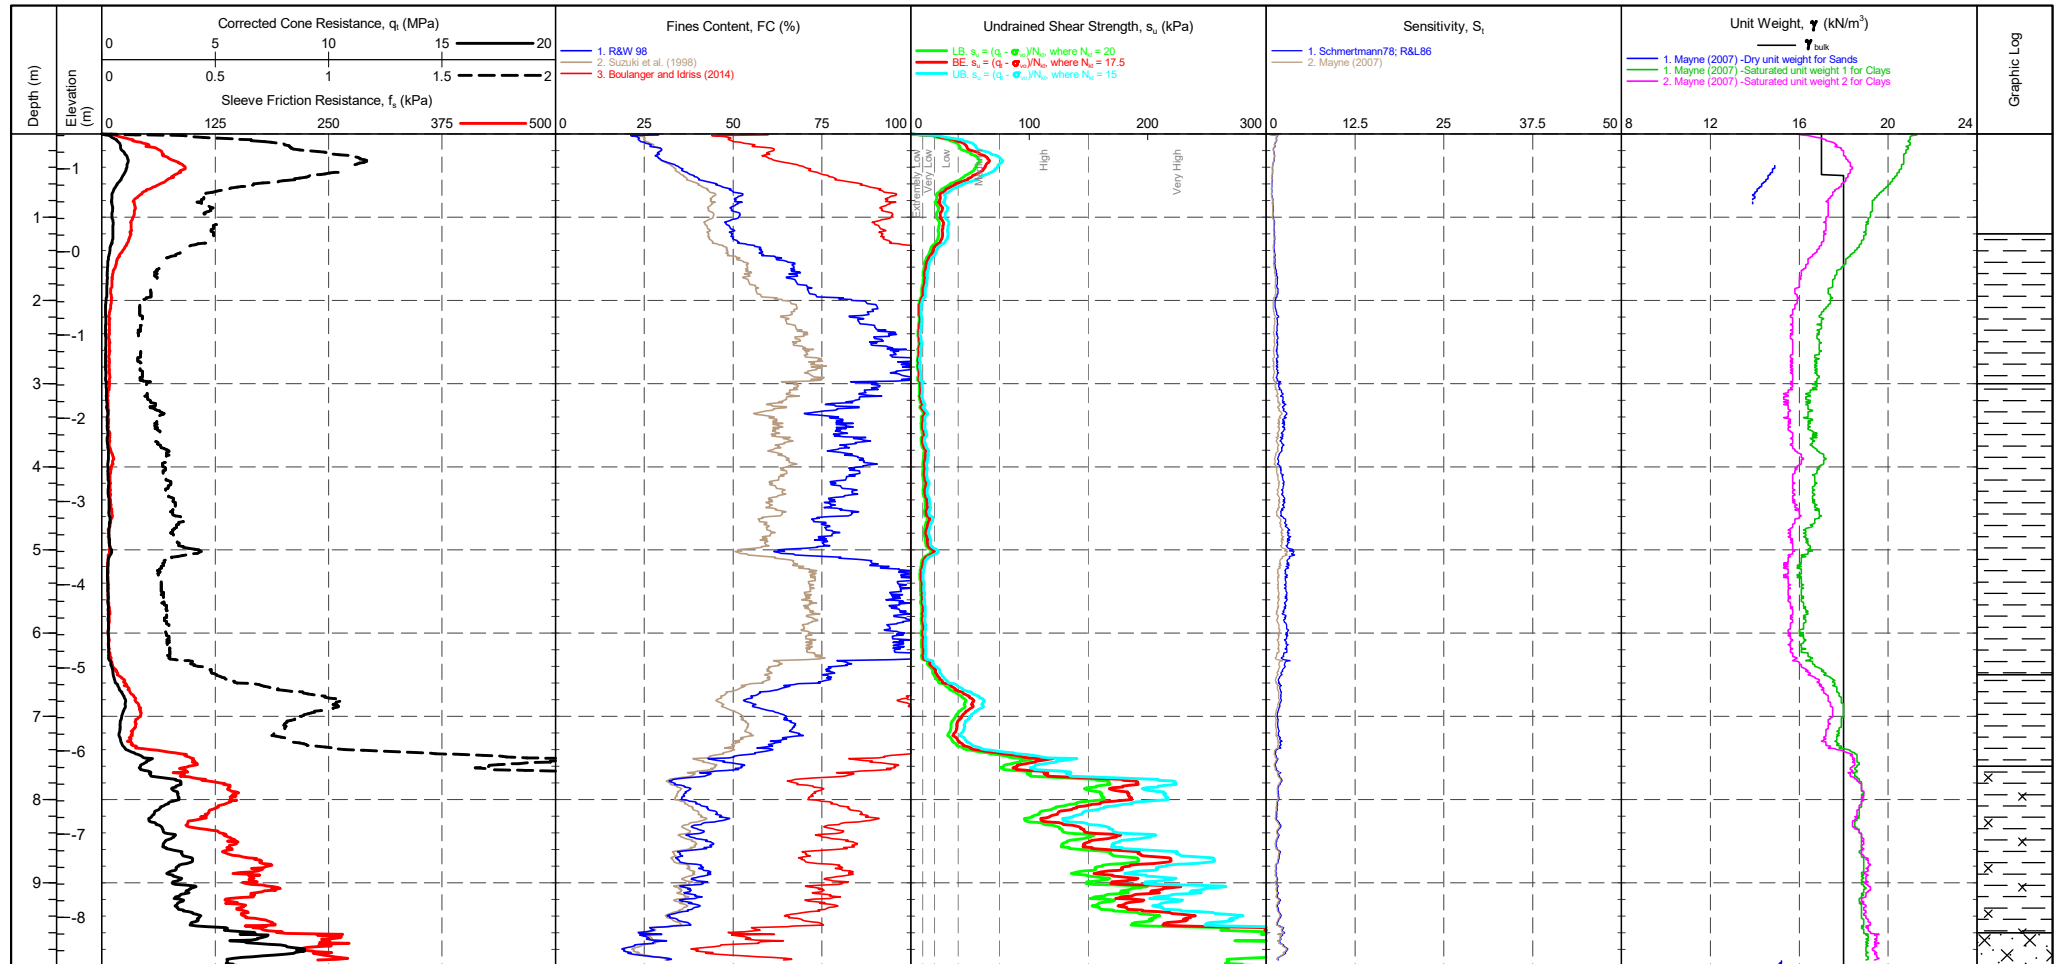 Corrected Cone Resistance, qt (MPa)
0 5 10 15 20
0 0.5 1 1.5 2
Sleeve Friction Resistance, fs (kPa)
0 125 250 375 500
Depth (m)
Elevation (m)
Fines Content, FC (%)
1. R&W 98
2. Suzuki et al. (1998)
3. Boulanger and Idriss (2014)
0 25 50 75 100
Undrained Shear Strength, su (kPa)
LB. su = (qt - σvo)/Nkt, where Nkt = 20
BE. su = (qt - σvo)/Nkt, where Nkt = 17.5
UB. su = (qt - σvo)/Nkt, where Nkt = 15
0 100 200 300
Extremely Low
Very Low
Low
High
Very High
Sensitivity, St
1. Schmertmann78; R&L86
2. Mayne (2007)
0 12.5 25 37.5 50
Unit Weight, γ (kN/m3)
γbulk
1. Mayne (2007) -Dry unit weight for Sands
1. Mayne (2007) -Saturated unit weight 1 for Clays
2. Mayne (2007) -Saturated unit weight 2 for Clays
8 12 16 20 24
Graphic Log
1
1
0
2
-1
3
-2
4
-3
5
-4
6
-5
7
-6
8
-7
9
-8